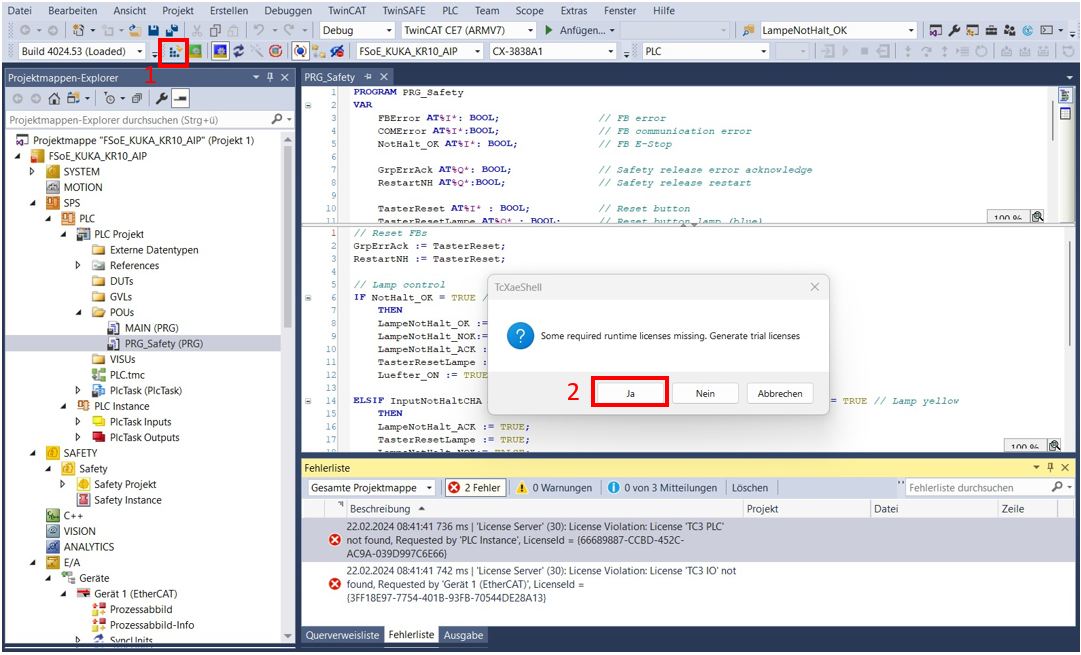 Datei Bearbeiten Ansicht Projekt Erstellen Debuggen TwinCAT TwinSAFE PLC Team Scope Extras Fenster Hilfe
Debug TwinCAT CE7 (ARMV7) Anfügen... LampeNotHalt_OK
Build 4024.53 (Loaded) FSoE_KUKA_KR10_AIP CX-3838A1 PLC
1
Projektmappen-Explorer
Projektmappen-Explorer durchsuchen (Strg+ü)
Projektmappe "FSoE_KUKA_KR10_AIP" (Projekt 1)
FSoE_KUKA_KR10_AIP
SYSTEM
MOTION
SPS
PLC
PLC Projekt
Externe Datentypen
References
DUTs
GVLs
POUs
MAIN (PRG)
PRG_Safety (PRG)
VISUs
PLC.tmc
PlcTask (PlcTask)
PLC Instance
PlcTask Inputs
PlcTask Outputs
SAFETY
Safety
Safety Projekt
Safety Instance
C++
VISION
ANALYTICS
E/A
Geräte
Gerät 1 (EtherCAT)
Prozessabbild
Prozessabbild-Info
SyncUnits
PRG_Safety
1 PROGRAM PRG_Safety
2 VAR
3 FBError AT%I*: BOOL; // FB error
4 COMError AT%I*:BOOL; // FB communication error
5 NotHalt_OK AT%I*: BOOL; // FB E-Stop
6
7 GrpErrAck AT%Q*: BOOL; // Safety release error acknowledge
8 RestartNH AT%Q*:BOOL; // Safety release restart
9
10 TasterReset AT%I* : BOOL; // Reset button
11 TasterResetLampe AT%Q* : BOOL; // Reset button lamp (blue)
100 %
1 // Reset FBs
2 GrpErrAck := TasterReset;
3 RestartNH := TasterReset;
4
5 // Lamp control
6 IF NotHalt_OK = TRUE /
7 THEN
8 LampeNotHalt_OK :=
9 LampeNotHalt_NOK:=
10 LampeNotHalt_ACK :
11 TasterResetLampe :
12 Luefter_ON := TRUE
13
14 ELSIF InputNotHaltCHA = TRUE // Lamp yellow
15 THEN
16 LampeNotHalt_ACK := TRUE;
17 TasterResetLampe := TRUE;
18 LampeNotHalt_NOK:= FALSE;
100 %
TcXaeShell
Some required runtime licenses missing. Generate trial licenses
2
Ja Nein Abbrechen
Fehlerliste
Gesamte Projektmappe 2 Fehler 0 Warnungen 0 von 3 Mitteilungen Löschen Fehlerliste durchsuchen
Beschreibung Projekt Datei Zeile
22.02.2024 08:41:41 736 ms | 'License Server' (30): License Violation: License 'TC3 PLC'
not found, Requested by 'PLC Instance', LicenseId = {66689887-CCBD-452C-
AC9A-039D997C6E66}
22.02.2024 08:41:41 742 ms | 'License Server' (30): License Violation: License 'TC3 IO' not
found, Requested by 'Gerät 1 (EtherCAT)', LicenseId =
{3FF18E97-7754-401B-93FB-70544DE28A13}
Querverweisliste Fehlerliste Ausgabe